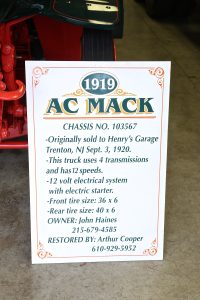 1919
AC MACK
CHASSIS NO. 103567
-Originally sold to Henry's Garage
Trenton, NJ Sept. 3, 1920.
-This truck uses 4 transmissions
and has 12 speeds.
-12 volt electrical system
with electric starter.
-Front tire size: 36 x 6
-Rear tire size: 40 x 6
OWNER: John Haines
215-679-4585
RESTORED BY: Arthur Cooper
610-929-5952